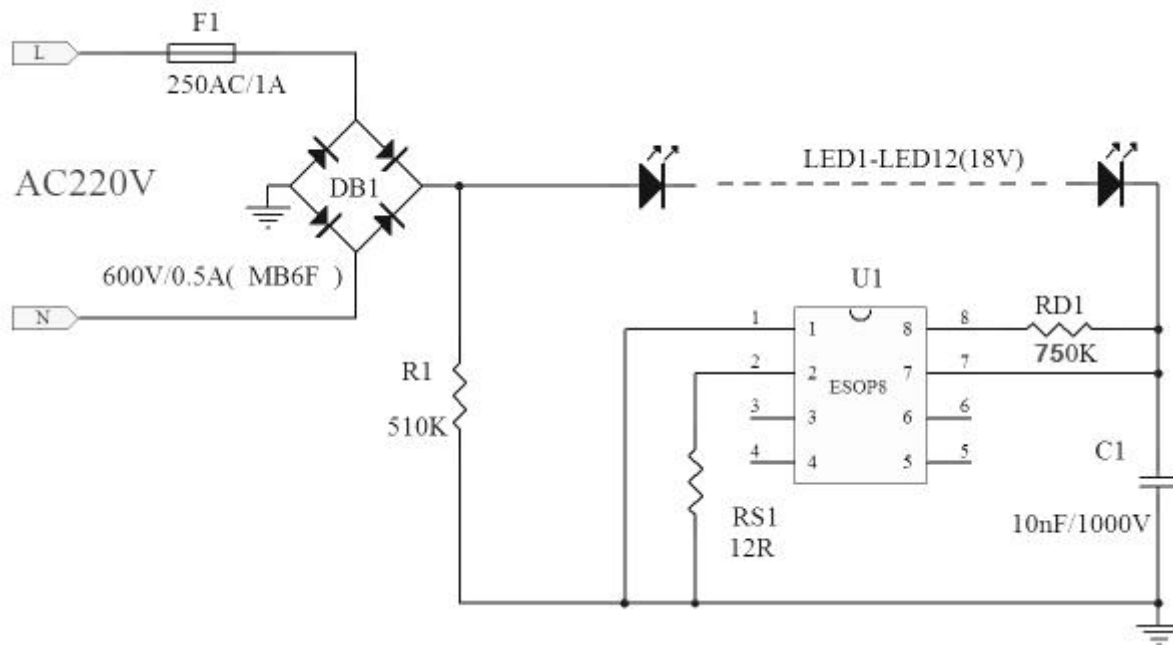 F1
L
250AC/1A
AC220V
DB1
LED1-LED12(18V)
600V/0.5A( MB6F )
N
U1
1 1 8 8 RD1
750K
2 2 7 7
ESOP8
R1
510K
3 3 6 6
4 4 5 5
C1
RS1
12R
10nF/1000V